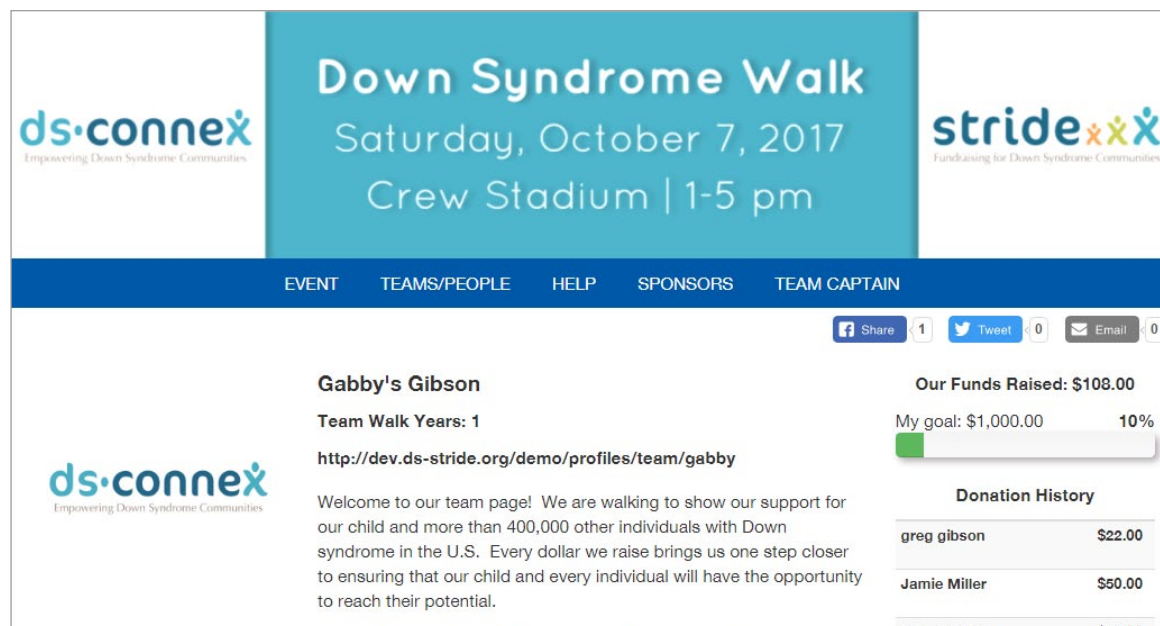 Down Syndrome Walk
Saturday, October 7, 2017
Crew Stadium | 1-5 pm
ds·connex
Empowering Down Syndrome Communities
stride
Fundraising for Down Syndrome Communities
EVENT TEAMS/PEOPLE HELP SPONSORS TEAM CAPTAIN
Share 1 Tweet 0 Email 0
ds·connex
Empowering Down Syndrome Communities
Gabby's Gibson
Team Walk Years: 1
http://dev.ds-stride.org/demo/profiles/team/gabby
Welcome to our team page! We are walking to show our support for
our child and more than 400,000 other individuals with Down
syndrome in the U.S. Every dollar we raise brings us one step closer
to ensuring that our child and every individual will have the opportunity
to reach their potential.
Our Funds Raised: $108.00
My goal: $1,000.00 10%
Donation History
greg gibson $22.00
Jamie Miller $50.00